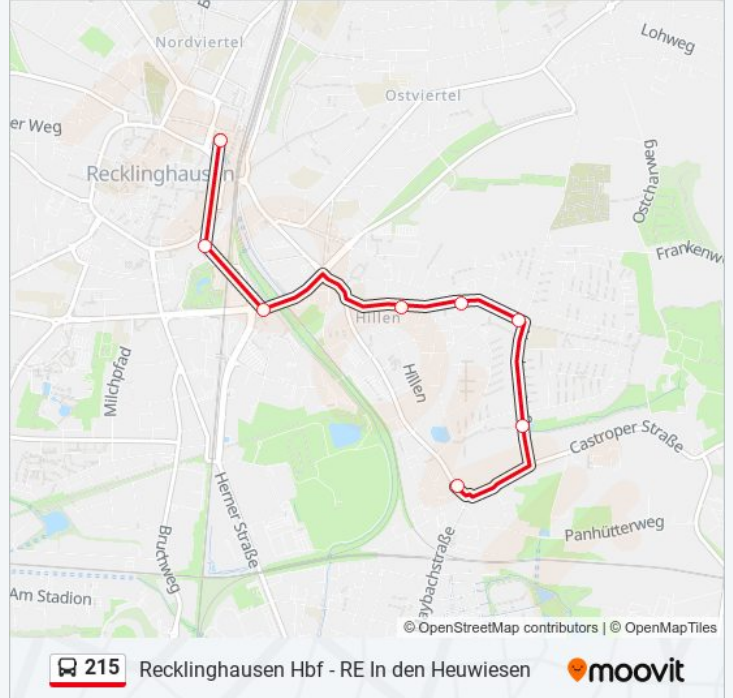 Nordviertel
Lohweg
Ostviertel
er Weg
Recklinghausen
Ostcharweg
Frankenw
Hillen
Milchpfad
Hillen
Castroper Straße
Herner Straße
Panhütterweg
Bruchweg
aybachstraße
Am Stadion
© OpenStreetMap contributors | © OpenMapTiles
215 Recklinghausen Hbf - RE In den Heuwiesen moovit